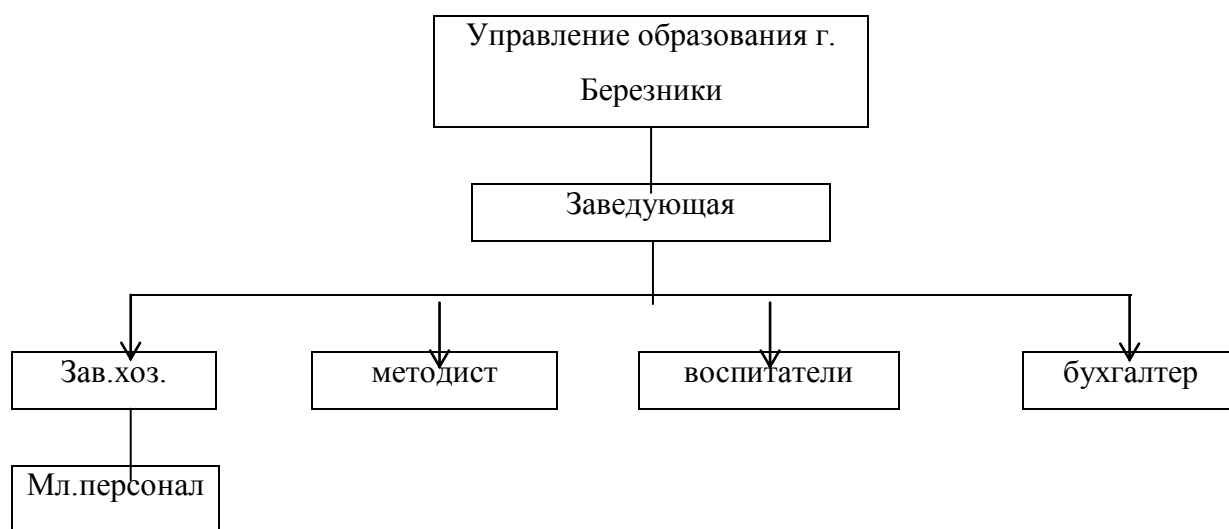 Управление образования г.
Березники
Заведующая
Зав.хоз.
методист
воспитатели
бухгалтер
Мл.персонал